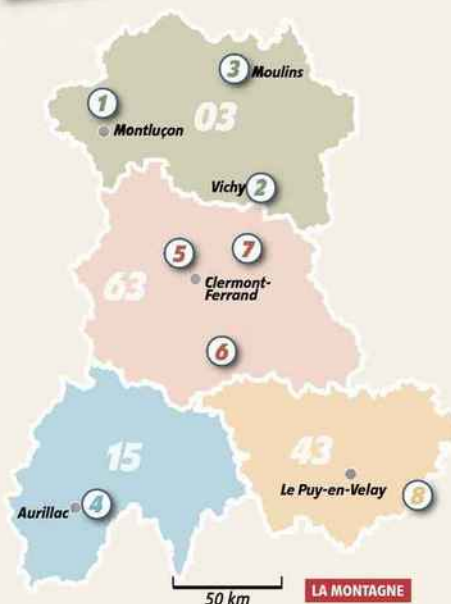 3 Moulins
1
03
Montluçon
Vichy 2
5 7
63
Clermont-
Ferrand
6
15
43
Le Puy-en-Velay
8
Aurillac 4
50 km
LA MONTAGNE